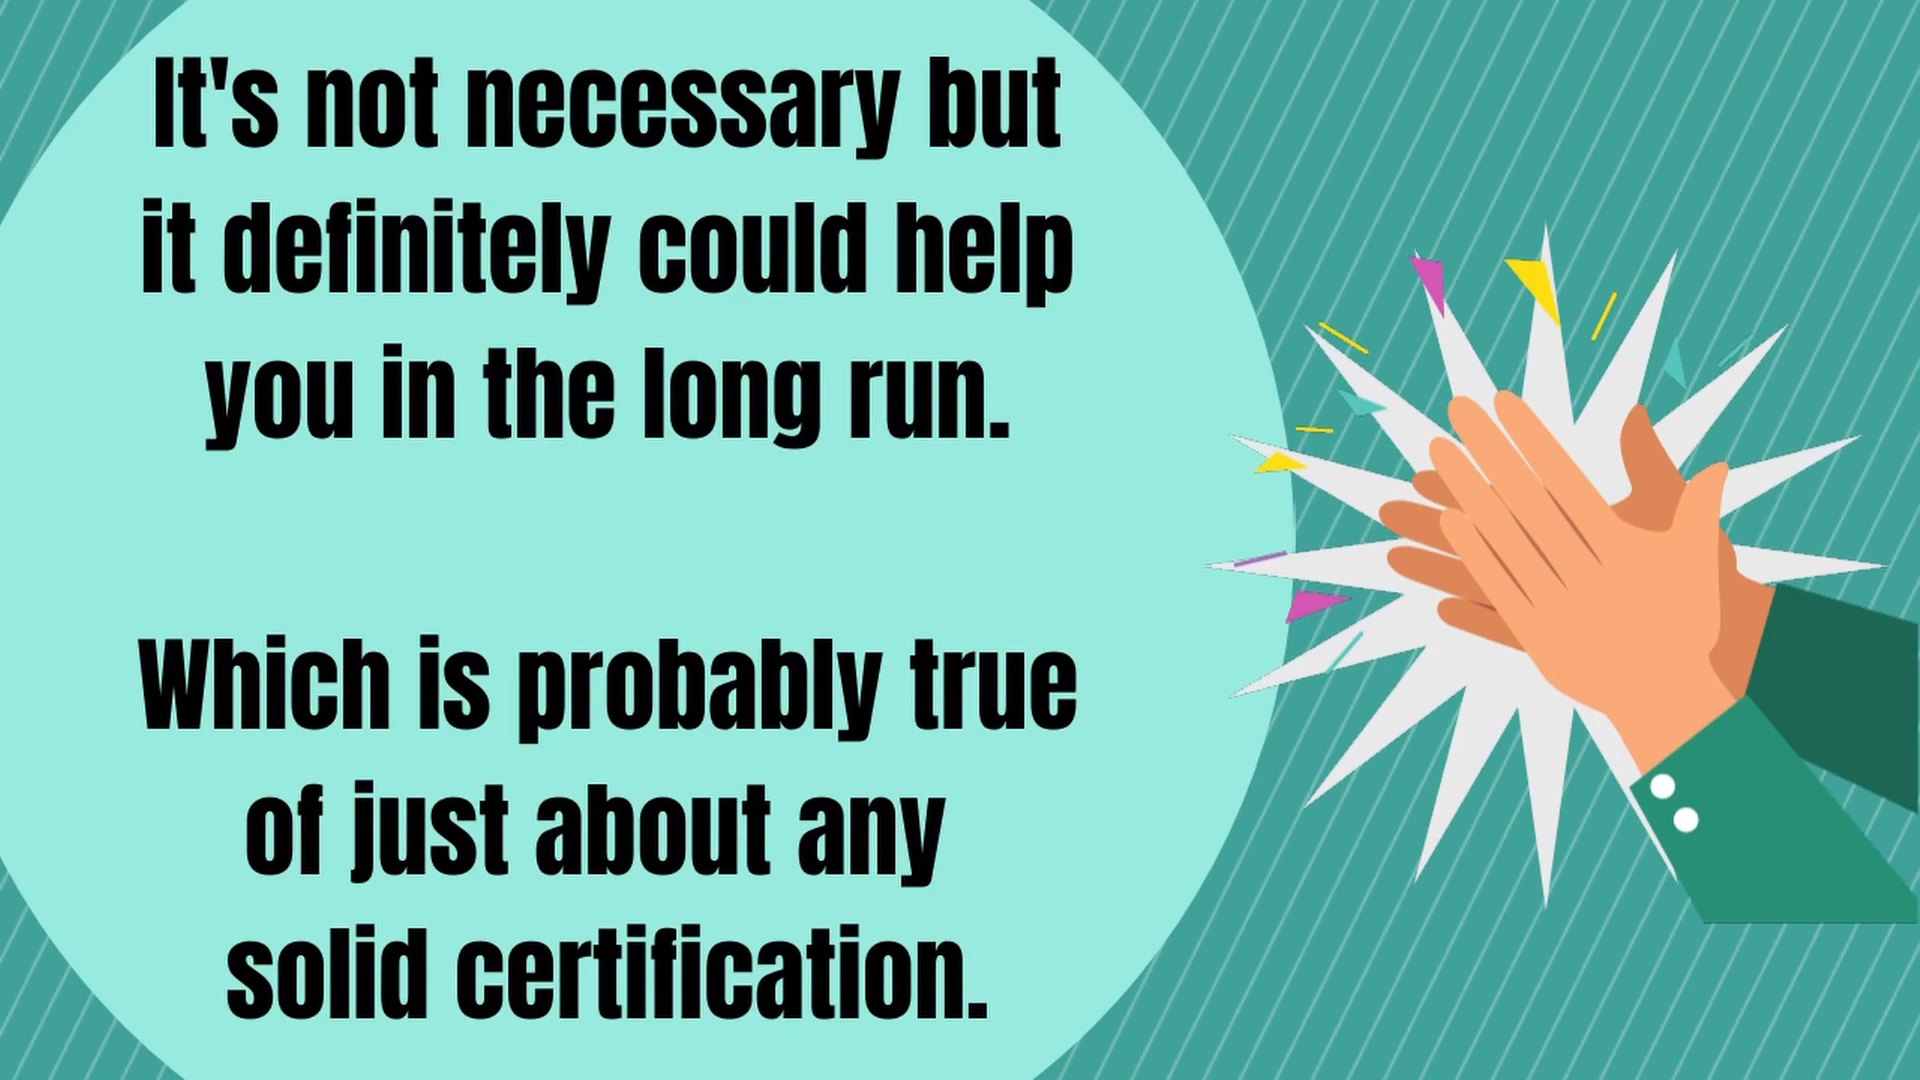 It's not necessary but
it definitely could help
you in the long run.
Which is probably true
of just about any
solid certification.